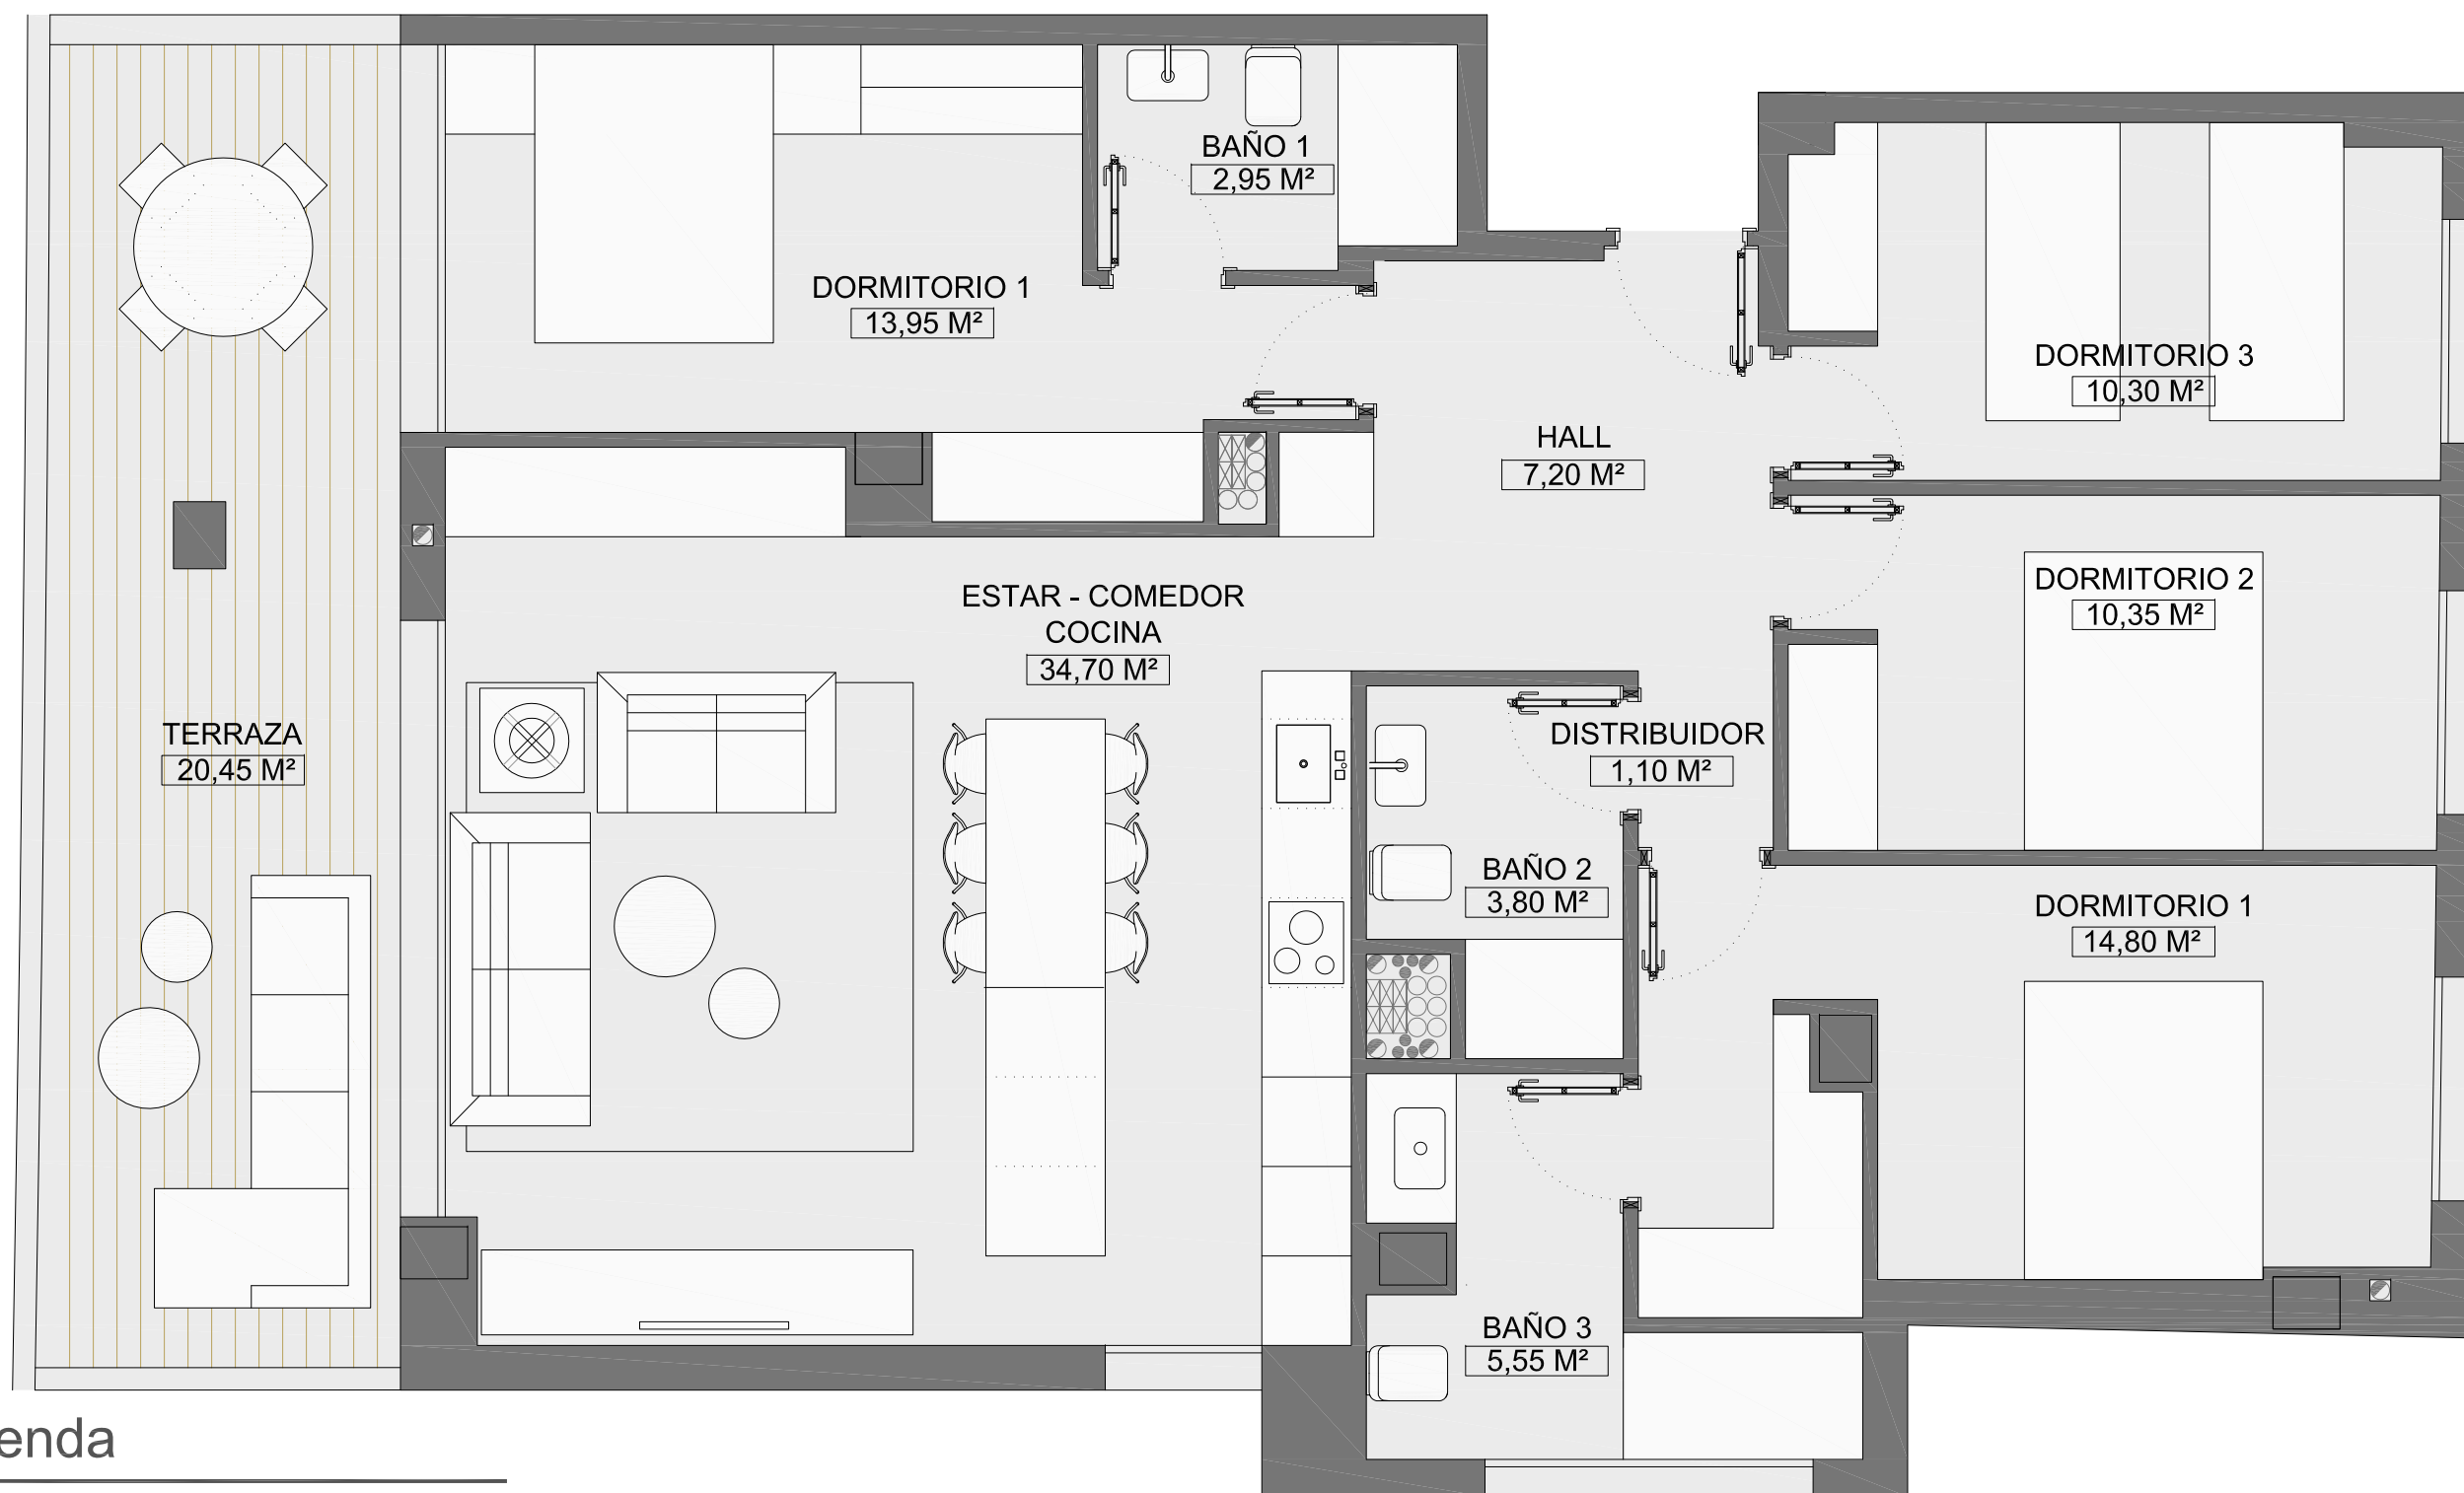 BAÑO 1
2,95 M²
DORMITORIO 1
13,95 M²
DORMITORIO 3
10,30 M²
HALL
7,20 M²
ESTAR - COMEDOR
COCINA
34,70 M²
DORMITORIO 2
10,35 M²
TERRAZA
20,45 M²
DISTRIBUIDOR
1,10 M²
BAÑO 2
3,80 M²
DORMITORIO 1
14,80 M²
BAÑO 3
5,55 M²
enda